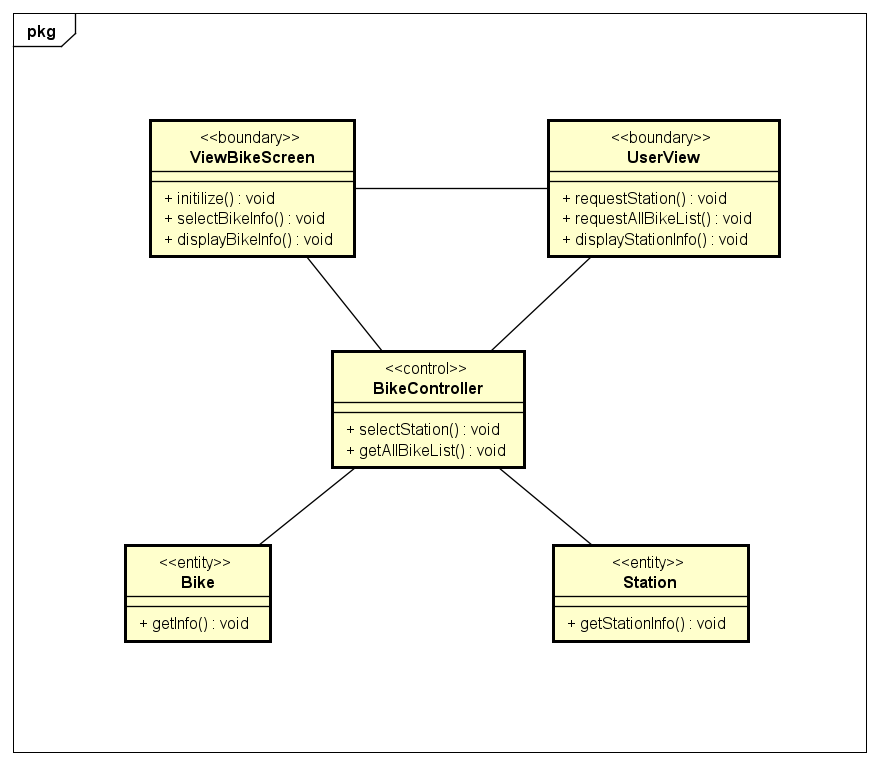 pkg
<<boundary>>
ViewBikeScreen
+ initilize() : void
+ selectBikeInfo() : void
+ displayBikeInfo() : void
<<boundary>>
UserView
+ requestStation() : void
+ requestAllBikeList() : void
+ displayStationInfo() : void
<<control>>
BikeController
+ selectStation() : void
+ getAllBikeList() : void
<<entity>>
Bike
+ getInfo() : void
<<entity>>
Station
+ getStationInfo() : void